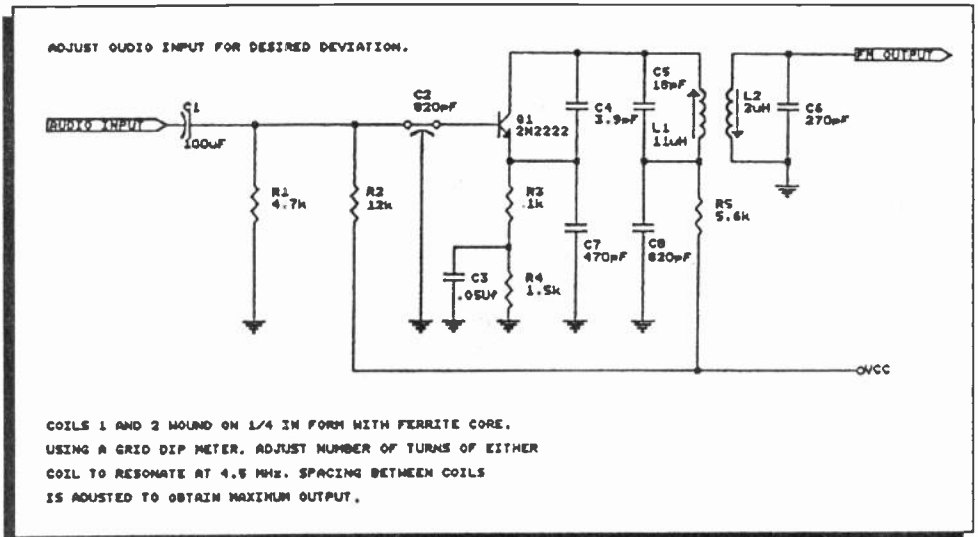 ADJUST OUDIO INPUT FOR DESIRED DEVIATION.
FM OUTPUT
C1
100uF
AUDIO INPUT
C2
820pF
Q1
2N2222
C4
3.9pF
C5
18pF
L1
11uH
L2
2uH
C6
270pF
R1
4.7k
R2
12k
R3
.1k
R5
5.6k
C7
470pF
C8
820pF
C3
.05Uf
R4
1.5k
VCC
COILS 1 AND 2 WOUND ON 1/4 IN FORM WITH FERRITE CORE.
USING A GRID DIP METER, ADJUST NUMBER OF TURNS OF EITHER
COIL TO RESONATE AT 4.5 MHz. SPACING BETWEEN COILS
IS ADUSTED TO OBTAIN MAXIMUM OUTPUT.